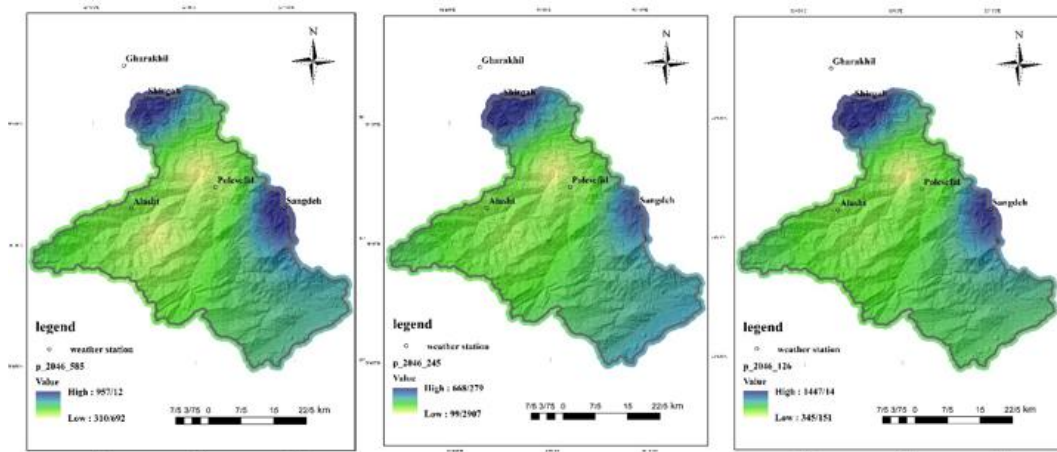 N
Gharakhil
Shirgah
Polesefid
Alasht
Sangdeh
legend
weather station
p_2046_585
Value
High : 957/12
Low : 310/692
7/5 3/75 0 7/5 15 22/5 km
N
Gharakhil
Shirgah
Polesefid
Alasht
Sangdeh
legend
weather station
p_2046_245
Value
High : 668/279
Low : 99/2907
7/5 3/75 0 7/5 15 22/5 km
N
Gharakhil
Shirgah
Polesefid
Alasht
Sangdeh
legend
weather station
p_2046_126
Value
High : 1447/14
Low : 345/151
7/5 3/75 0 7/5 15 22/5 km